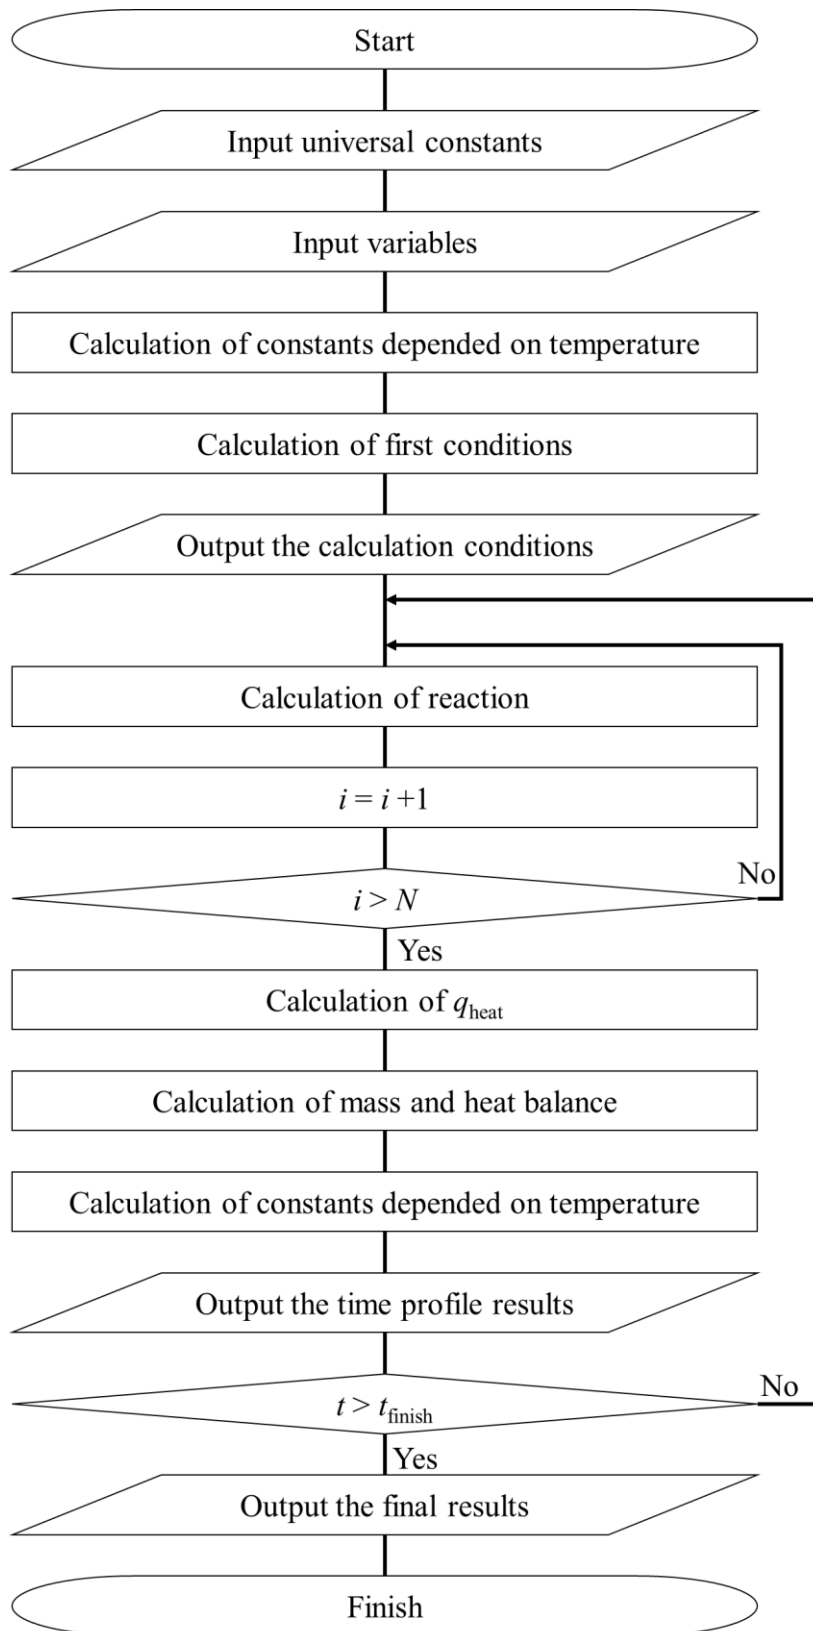 Start
Input universal constants
Input variables
Calculation of constants depended on temperature
Calculation of first conditions
Output the calculation conditions
Calculation of reaction
i = i +1
i > N
No
Yes
Calculation of qheat
Calculation of mass and heat balance
Calculation of constants depended on temperature
Output the time profile results
t > tfinish
No
Yes
Output the final results
Finish